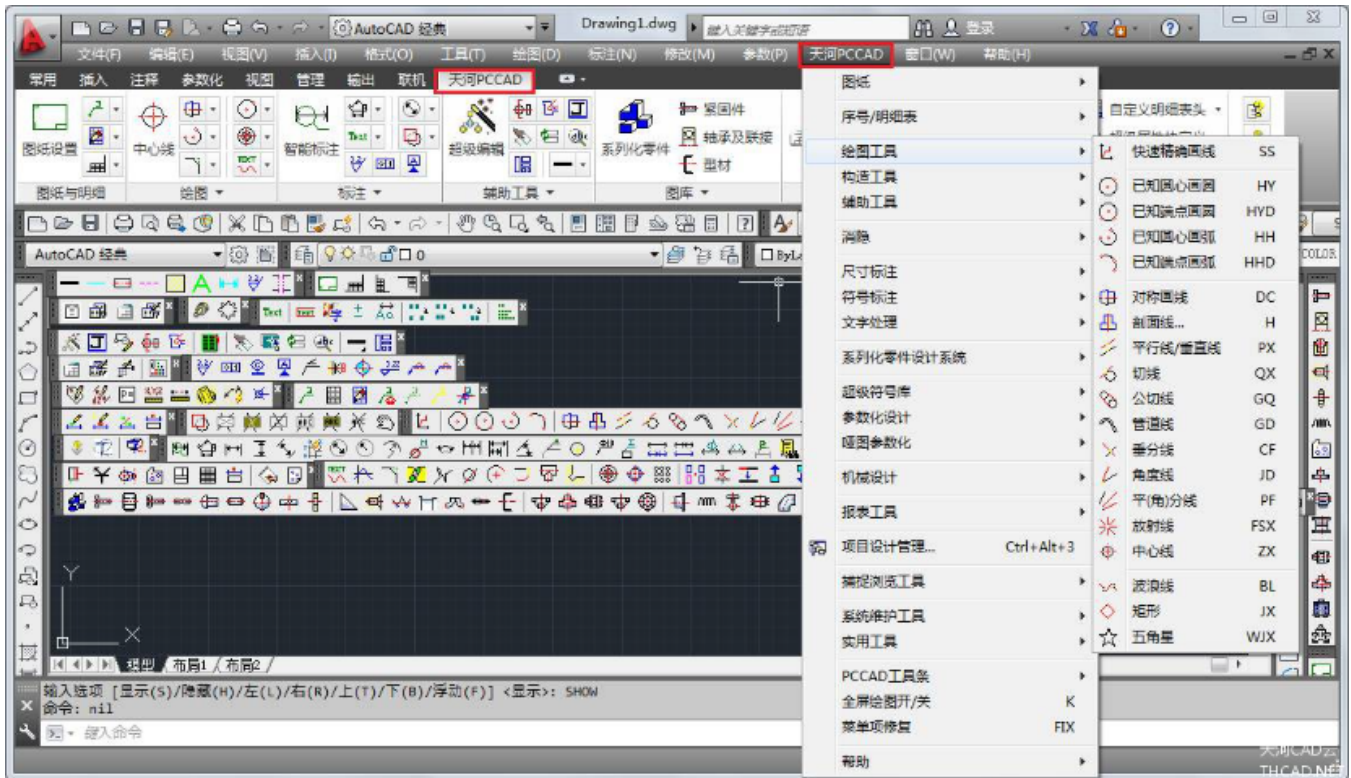 AutoCAD 经典
Drawing1.dwg
键入关键字或短语
登录
文件(F) 编辑(E) 视图(V) 插入(I) 格式(O) 工具(T) 绘图(D) 标注(N) 修改(M) 参数(P) 天河PCCAD 窗口(W) 帮助(H)
常用 插入 注释 参数化 视图 管理 输出 联机 天河PCCAD
图纸设置
中心线
智能标注
Text
TEXT
超级编辑
系列化零件
紧固件
轴承及联接
型材
自定义明细表头
图纸与明细 绘图 标注 辅助工具 图库
AutoCAD 经典
0
ByLa
COLOR
图纸
序号/明细表
绘图工具
构造工具
辅助工具
消隐
尺寸标注
符号标注
文字处理
系列化零件设计系统
超级符号库
参数化设计
哑图参数化
机械设计
报表工具
项目设计管理... Ctrl+Alt+3
捕捉浏览工具
系统维护工具
实用工具
PCCAD工具条
全屏绘图开/关 K
菜单项修复 FIX
帮助
快速精确画线 SS
已知圆心画圆 HY
已知端点画圆 HYD
已知圆心画弧 HH
已知端点画弧 HHD
对称画线 DC
剖面线... H
平行线/垂直线 PX
切线 QX
公切线 GQ
管道线 GD
垂分线 CF
角度线 JD
平(角)分线 PF
放射线 FSX
中心线 ZX
波浪线 BL
矩形 JX
五角星 WJX
Y
X
模型 布局1 布局2
输入选项 [显示(S)/隐藏(H)/左(L)/右(R)/上(T)/下(B)/浮动(F)] <显示>: SHOW
命令: nil
键入命令
天河CAD云
THCAD.NET